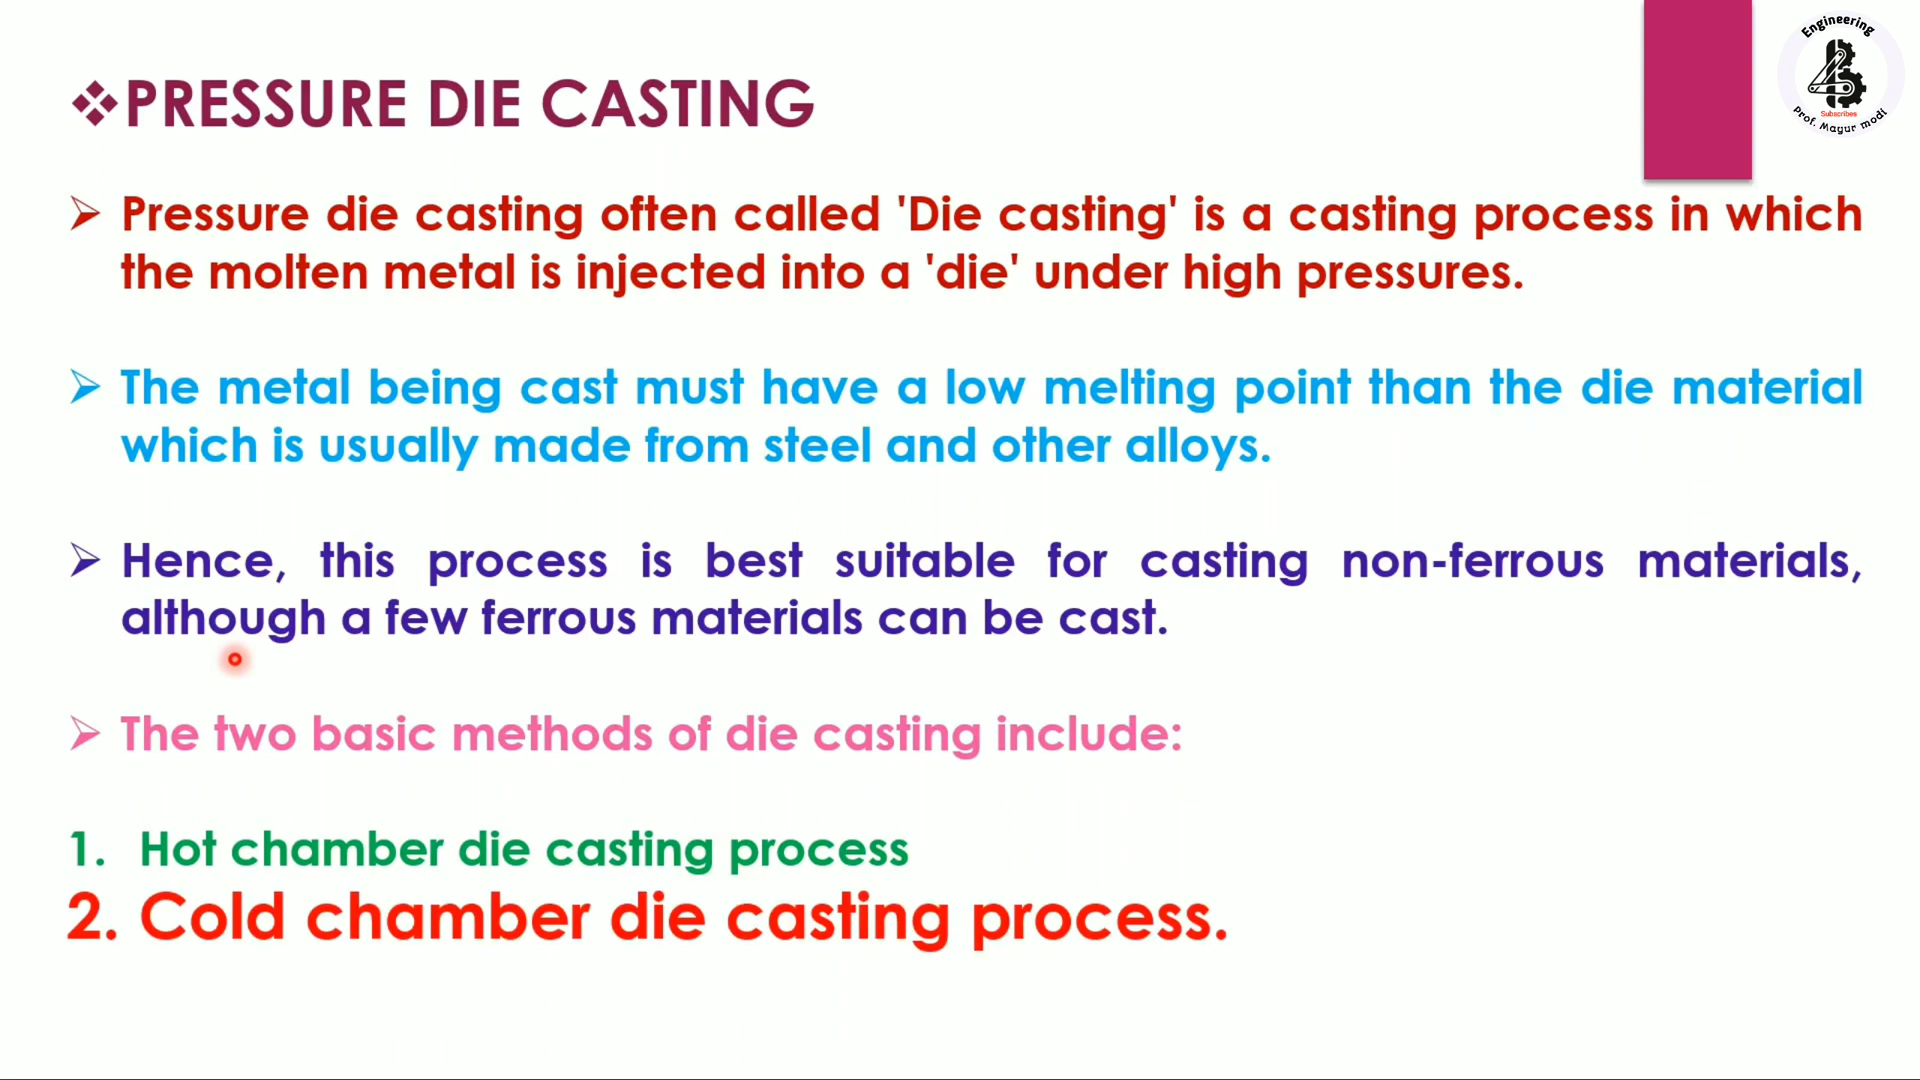 Engineering
Subscribes
Prof. Mayur modi
❖PRESSURE DIE CASTING
➢ Pressure die casting often called 'Die casting' is a casting process in which
the molten metal is injected into a 'die' under high pressures.
➢ The metal being cast must have a low melting point than the die material
which is usually made from steel and other alloys.
➢ Hence, this process is best suitable for casting non-ferrous materials,
although a few ferrous materials can be cast.
➢ The two basic methods of die casting include:
1. Hot chamber die casting process
2. Cold chamber die casting process.